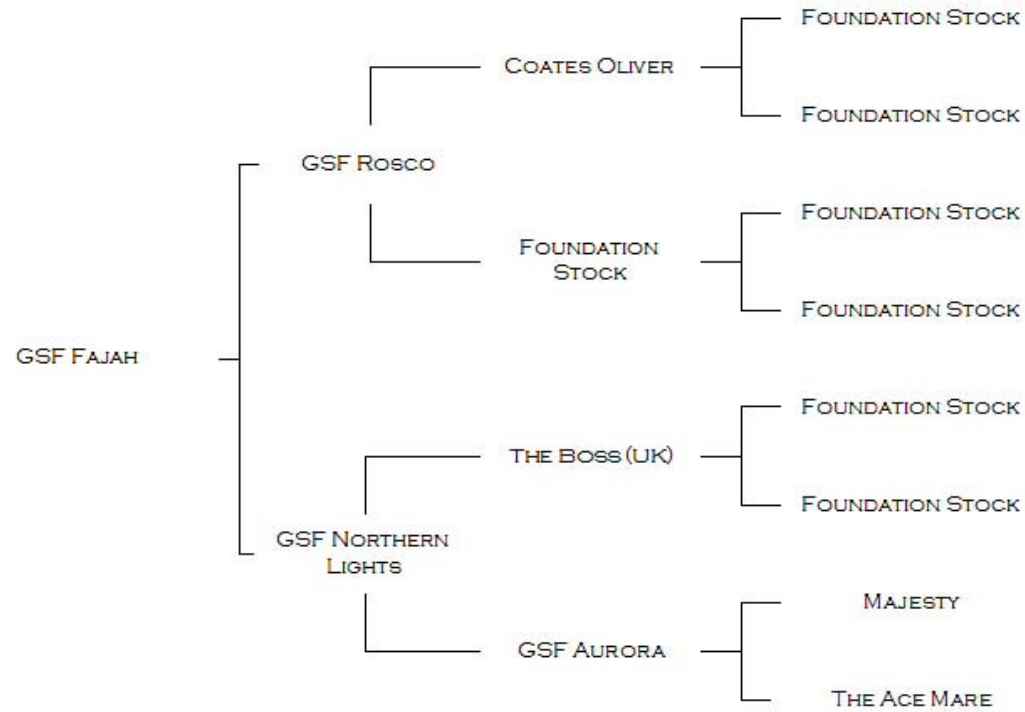 Foundation Stock
Coates Oliver
Foundation Stock
GSF Rosco
Foundation Stock
Foundation
Stock
Foundation Stock
GSF Fajah
Foundation Stock
The Boss (UK)
Foundation Stock
GSF Northern
Lights
Majesty
GSF Aurora
The Ace Mare